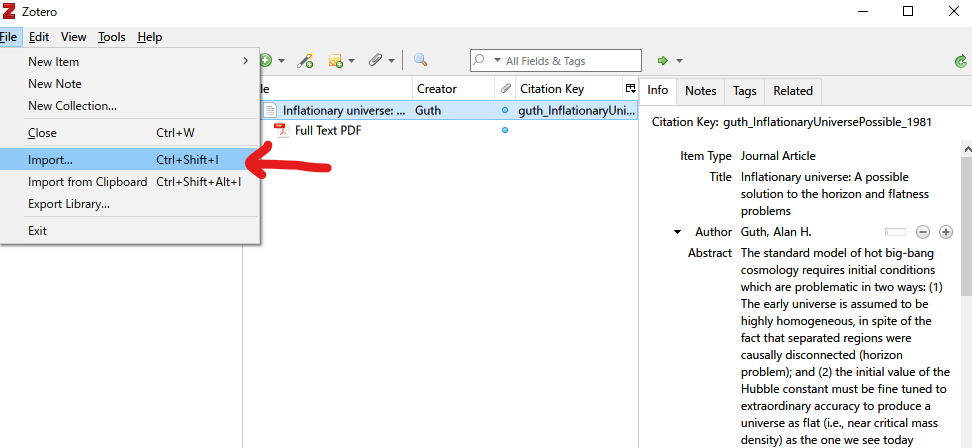 Zotero
File Edit View Tools Help
New Item
New Note
New Collection...
Close Ctrl+W
Import... Ctrl+Shift+I
Import from Clipboard Ctrl+Shift+Alt+I
Export Library...
Exit
All Fields & Tags
le Creator Citation Key
Inflationary universe: ... Guth guth_InflationaryUni...
Full Text PDF
Info Notes Tags Related
Citation Key: guth_InflationaryUniversePossible_1981
Item Type Journal Article
Title Inflationary universe: A possible
solution to the horizon and flatness
problems
Author Guth, Alan H.
Abstract The standard model of hot big-bang
cosmology requires initial conditions
which are problematic in two ways: (1)
The early universe is assumed to be
highly homogeneous, in spite of the
fact that separated regions were
causally disconnected (horizon
problem); and (2) the initial value of the
Hubble constant must be fine tuned to
extraordinary accuracy to produce a
universe as flat (i.e., near critical mass
density) as the one we see today